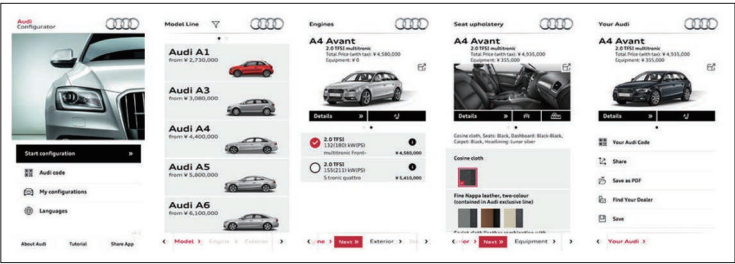 Audi
Configurator
Start configuration »
Audi code
My configurations
Languages
About Audi Tutorial Share App
Model Line
Audi A1
from ¥ 2,730,000
Audi A3
from ¥ 3,080,000
Audi A4
from ¥ 4,400,000
Audi A5
from ¥ 5,800,000
Audi A6
from ¥ 6,100,000
Model Engine Exterior
Engines
A4 Avant
2.0 TFSI multitronic
Total Price (with tax): ¥ 4,580,000
Equipment: ¥ 0
Details »
2.0 TFSI
132(180) kW(PS)
multitronic Front- ¥ 4,580,000
2.0 TFSI
155(211) kW(PS)
S tronic quattro ¥ 5,410,000
Next » Exterior
Seat upholstery
A4 Avant
2.0 TFSI multitronic
Total Price (with tax): ¥ 4,935,000
Equipment: ¥ 355,000
Details »
Cosine cloth, Seats: Black, Dashboard: Black-Black,
Carpet: Black, Headlining: Lunar silver
Cosine cloth
Fine Nappa leather, two-colour
(contained in Audi exclusive line)
Next » Equipment
Your Audi
A4 Avant
2.0 TFSI multitronic
Total Price (with tax): ¥ 4,935,000
Equipment: ¥ 355,000
Details »
Your Audi Code
Share
Save as PDF
Find Your Dealer
Save
Your Audi